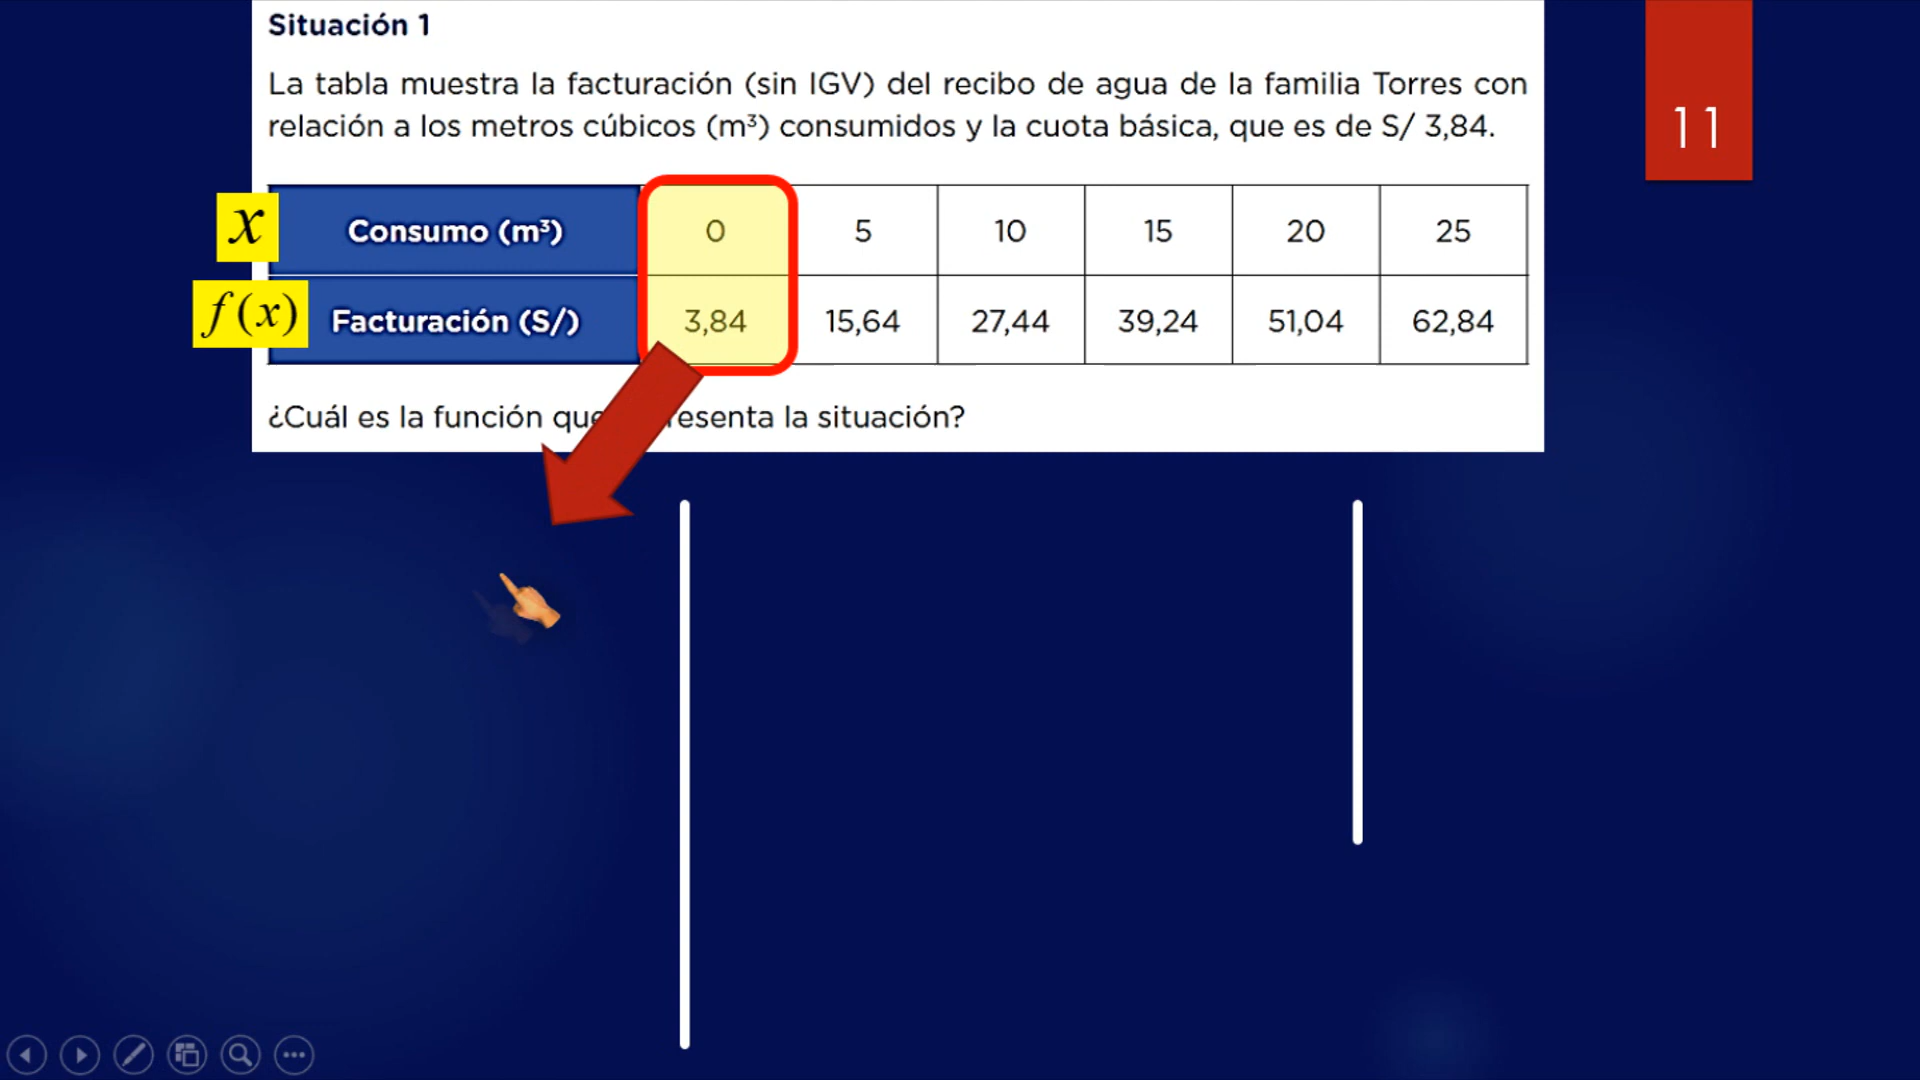 Situación 1
11
La tabla muestra la facturación (sin IGV) del recibo de agua de la familia Torres con
relación a los metros cúbicos (m³) consumidos y la cuota básica, que es de S/ 3,84.
x Consumo (m³) 0 5 10 15 20 25
f(x) Facturación (S/) 3,84 15,64 27,44 39,24 51,04 62,84
¿Cuál es la función que resenta la situación?